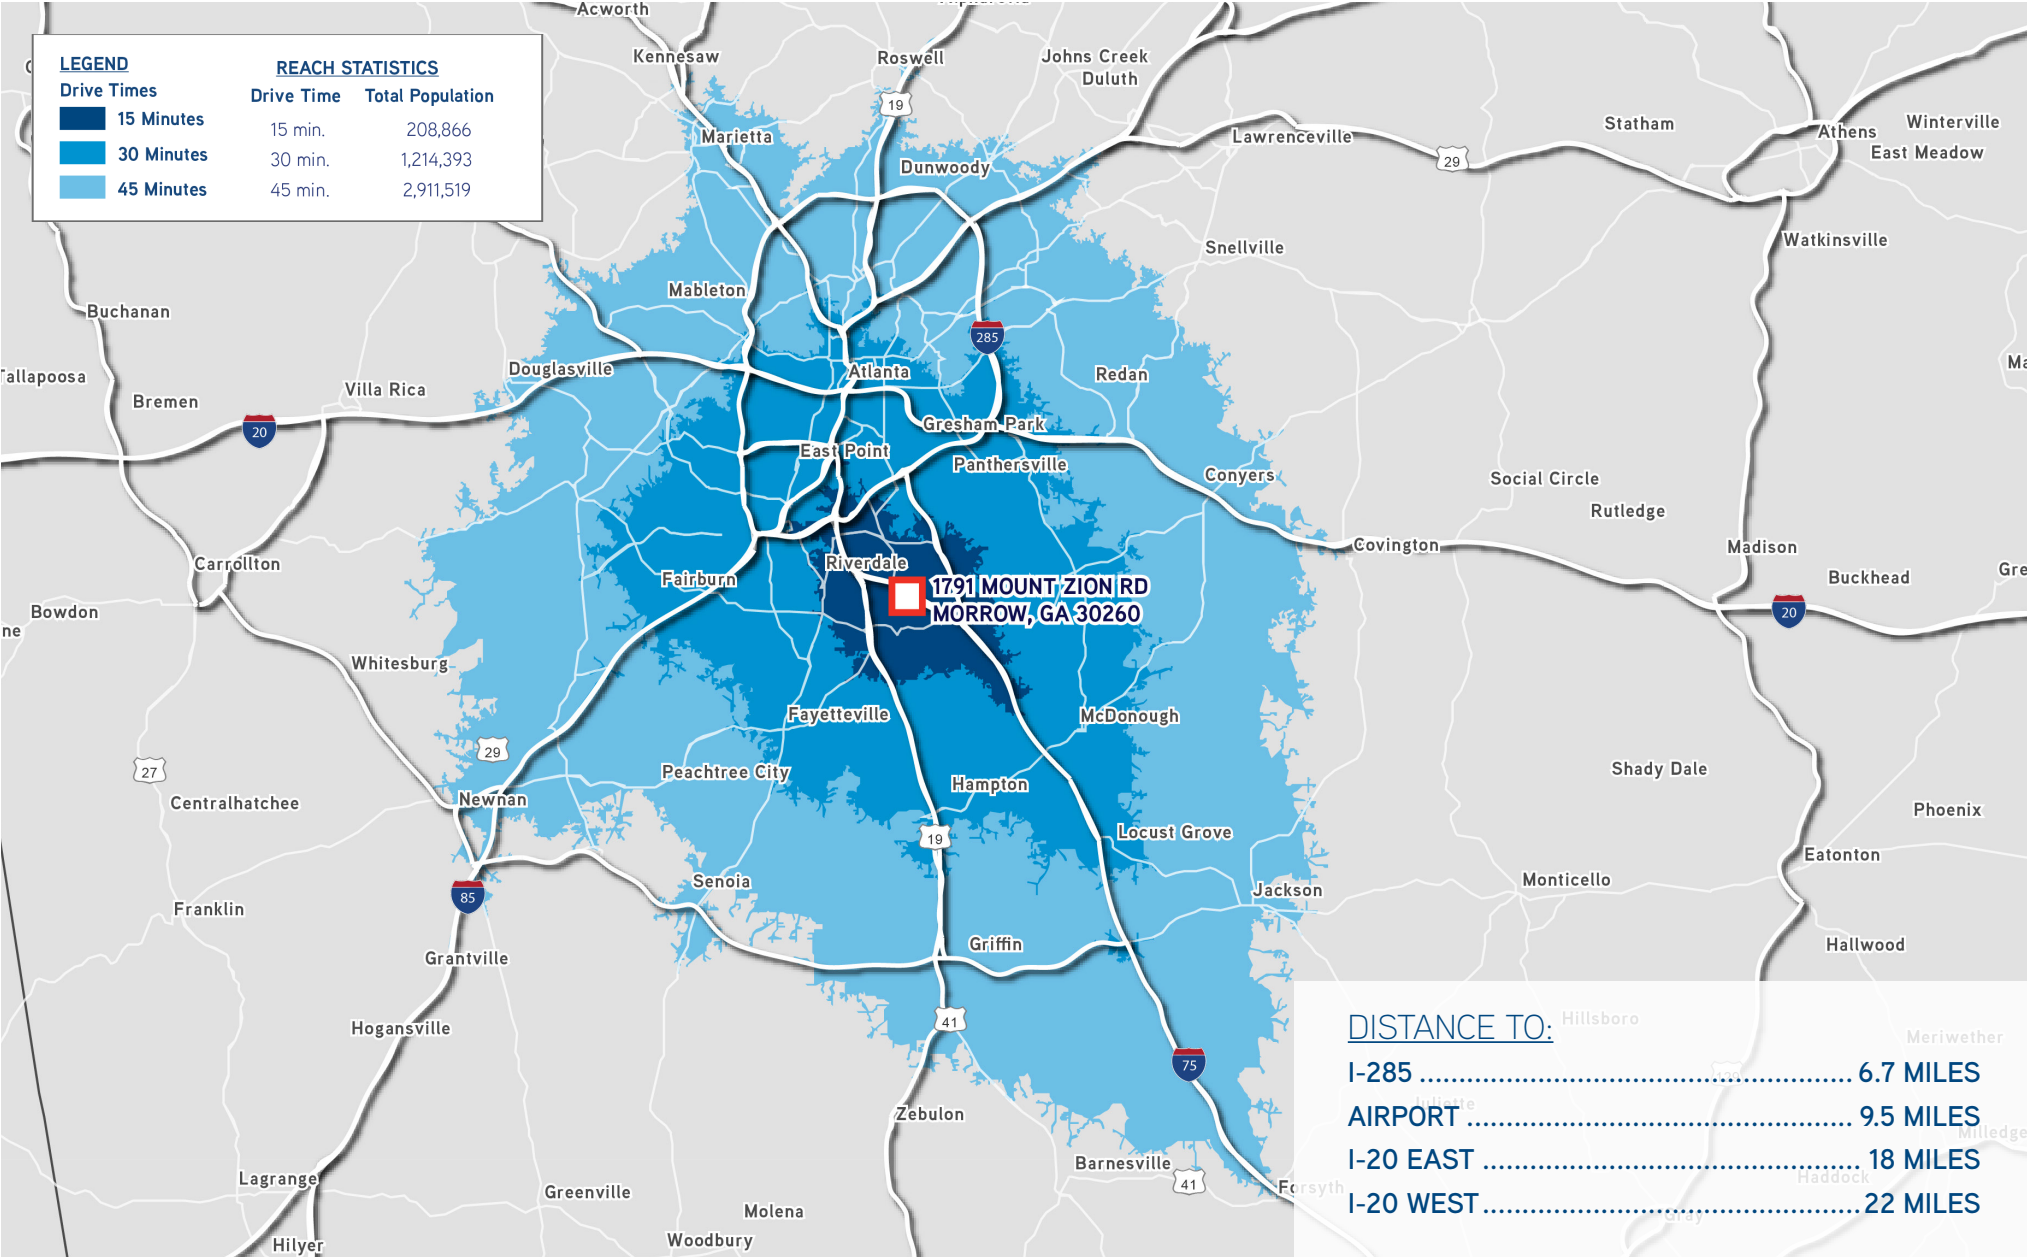 LEGEND
Drive Times
15 Minutes
30 Minutes
45 Minutes
REACH STATISTICS
Drive Time Total Population
15 min. 208,866
30 min. 1,214,393
45 min. 2,911,519
Acworth
Kennesaw
Roswell
Johns Creek
Duluth
19
Marietta
Dunwoody
Lawrenceville
29
Statham
Athens
Winterville
East Meadow
Snellville
Watkinsville
Mableton
Buchanan
285
Douglasville
Atlanta
Redan
Tallapoosa
Villa Rica
Bremen
20
Gresham Park
East Point
Panthersville
Conyers
Social Circle
Rutledge
Covington
Madison
Buckhead
Gre
Carrollton
Riverdale
Fairburn
1791 MOUNT ZION RD
MORROW, GA 30260
Bowdon
ne
20
Whitesburg
Fayetteville
McDonough
29
27
Peachtree City
Hampton
Shady Dale
Newnan
Centralhatchee
Phoenix
19
Locust Grove
Eatonton
Senoia
Jackson
Monticello
85
Franklin
Griffin
Hallwood
Grantville
41
Hogansville
75
Zebulon
Barnesville
41
Forsyth
Lagrange
Greenville
Molena
Woodbury
Hilyer
DISTANCE TO:
Hillsboro
Meriwether
I-285 6.7 MILES
129
Juliette
AIRPORT 9.5 MILES
Milledge
I-20 EAST 18 MILES
Haddock
I-20 WEST 22 MILES
Gray